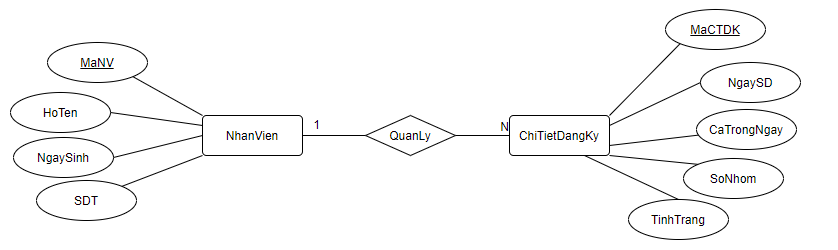 MaNV
HoTen
NgaySinh
SDT
NhanVien
1
QuanLy
N
ChiTietDangKy
MaCTDK
NgaySD
CaTrongNgay
SoNhom
TinhTrang